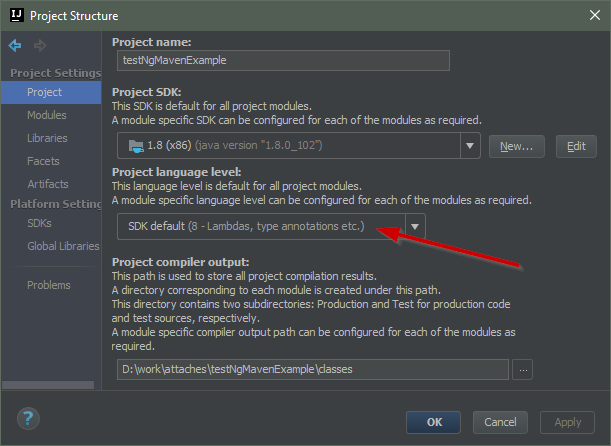 IJ Project Structure
Project Settings
Project
Modules
Libraries
Facets
Artifacts
Platform Setting
SDKs
Global Libraries
Problems
Project name:
testNgMavenExample
Project SDK:
This SDK is default for all project modules.
A module specific SDK can be configured for each of the modules as required.
1.8 (x86) (java version "1.8.0_102")
New...
Edit
Project language level:
This language level is default for all project modules.
A module specific language level can be configured for each of the modules as required.
SDK default (8 - Lambdas, type annotations etc.)
Project compiler output:
This path is used to store all project compilation results.
A directory corresponding to each module is created under this path.
This directory contains two subdirectories: Production and Test for production code
and test sources, respectively.
A module specific compiler output path can be configured for each of the modules as
required.
D:\work\attaches\testNgMavenExample\classes
...
?
OK
Cancel
Apply